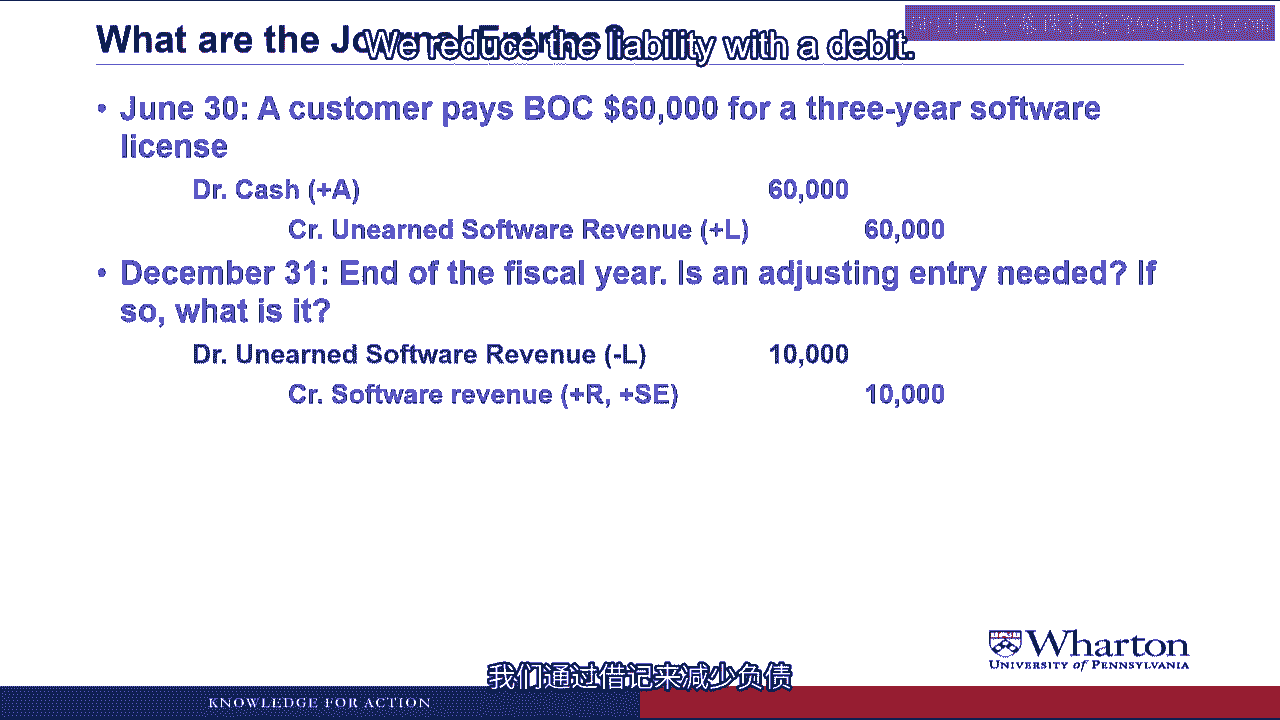 What are the Journal Entries?
We reduce the liability with a debit.
• June 30: A customer pays BOC $60,000 for a three-year software
license
Dr. Cash (+A) 60,000
Cr. Unearned Software Revenue (+L) 60,000
• December 31: End of the fiscal year. Is an adjusting entry needed? If
so, what is it?
Dr. Unearned Software Revenue (-L) 10,000
Cr. Software revenue (+R, +SE) 10,000
Wharton
UNIVERSITY of PENNSYLVANIA
我们通过借记来减少负债
KNOWLEDGE FOR ACTION